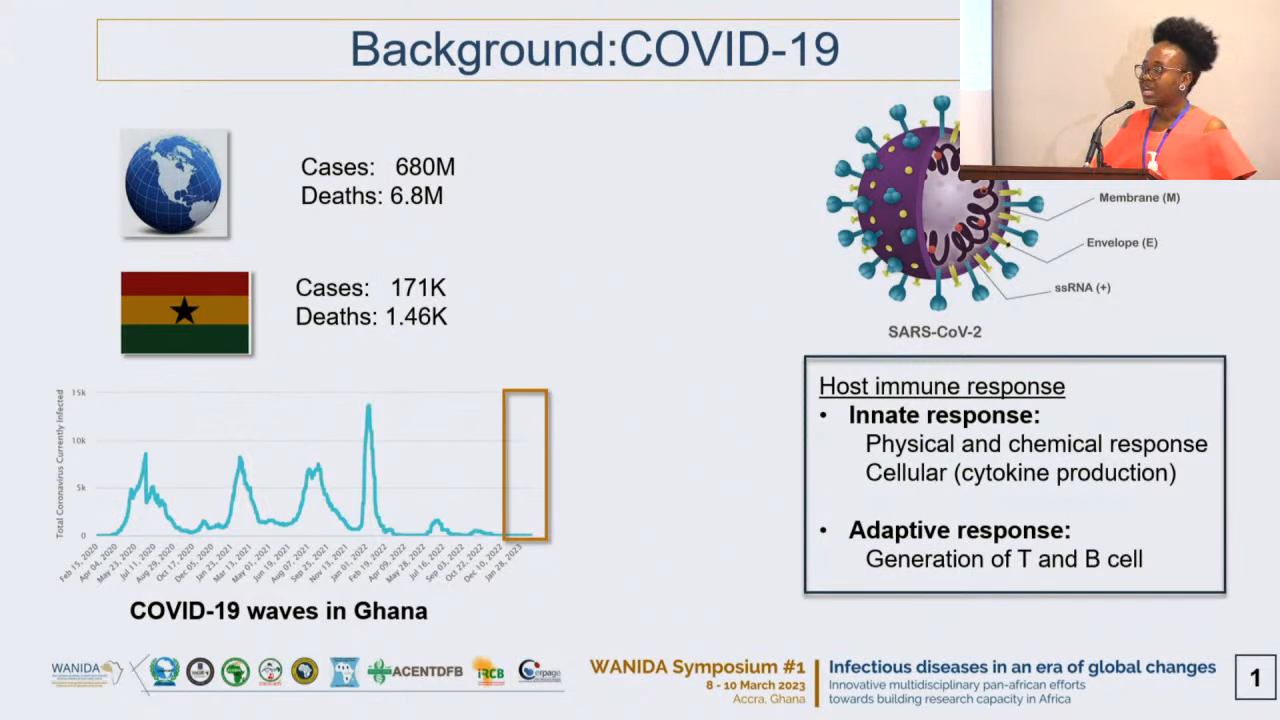 Background:COVID-19
Cases: 680M
Deaths: 6.8M
Cases: 171K
Deaths: 1.46K
Membrane (M)
Envelope (E)
ssRNA (+)
SARS-CoV-2
Host immune response
• Innate response:
Physical and chemical response
Cellular (cytokine production)
• Adaptive response:
Generation of T and B cell
Total Coronavirus Currently Infected
15k
10k
5k
0
Feb 15, 2020
Apr 04, 2020
May 23, 2020
Jul 11, 2020
Aug 29, 2020
Oct 17, 2020
Dec 05, 2020
Jan 23, 2021
Mar 13, 2021
May 01, 2021
Jun 19, 2021
Aug 07, 2021
Sep 25, 2021
Nov 13, 2021
Jan 01, 2022
Feb 19, 2022
Apr 09, 2022
May 28, 2022
Jul 16, 2022
Sep 03, 2022
Oct 22, 2022
Dec 10, 2022
Jan 28, 2023
COVID-19 waves in Ghana
WANIDA
ACENTDFB
iRCB
Cerpage
WANIDA Symposium #1
8 - 10 March 2023
Accra, Ghana
Infectious diseases in an era of global changes
Innovative multidisciplinary pan-african efforts
towards building research capacity in Africa
1